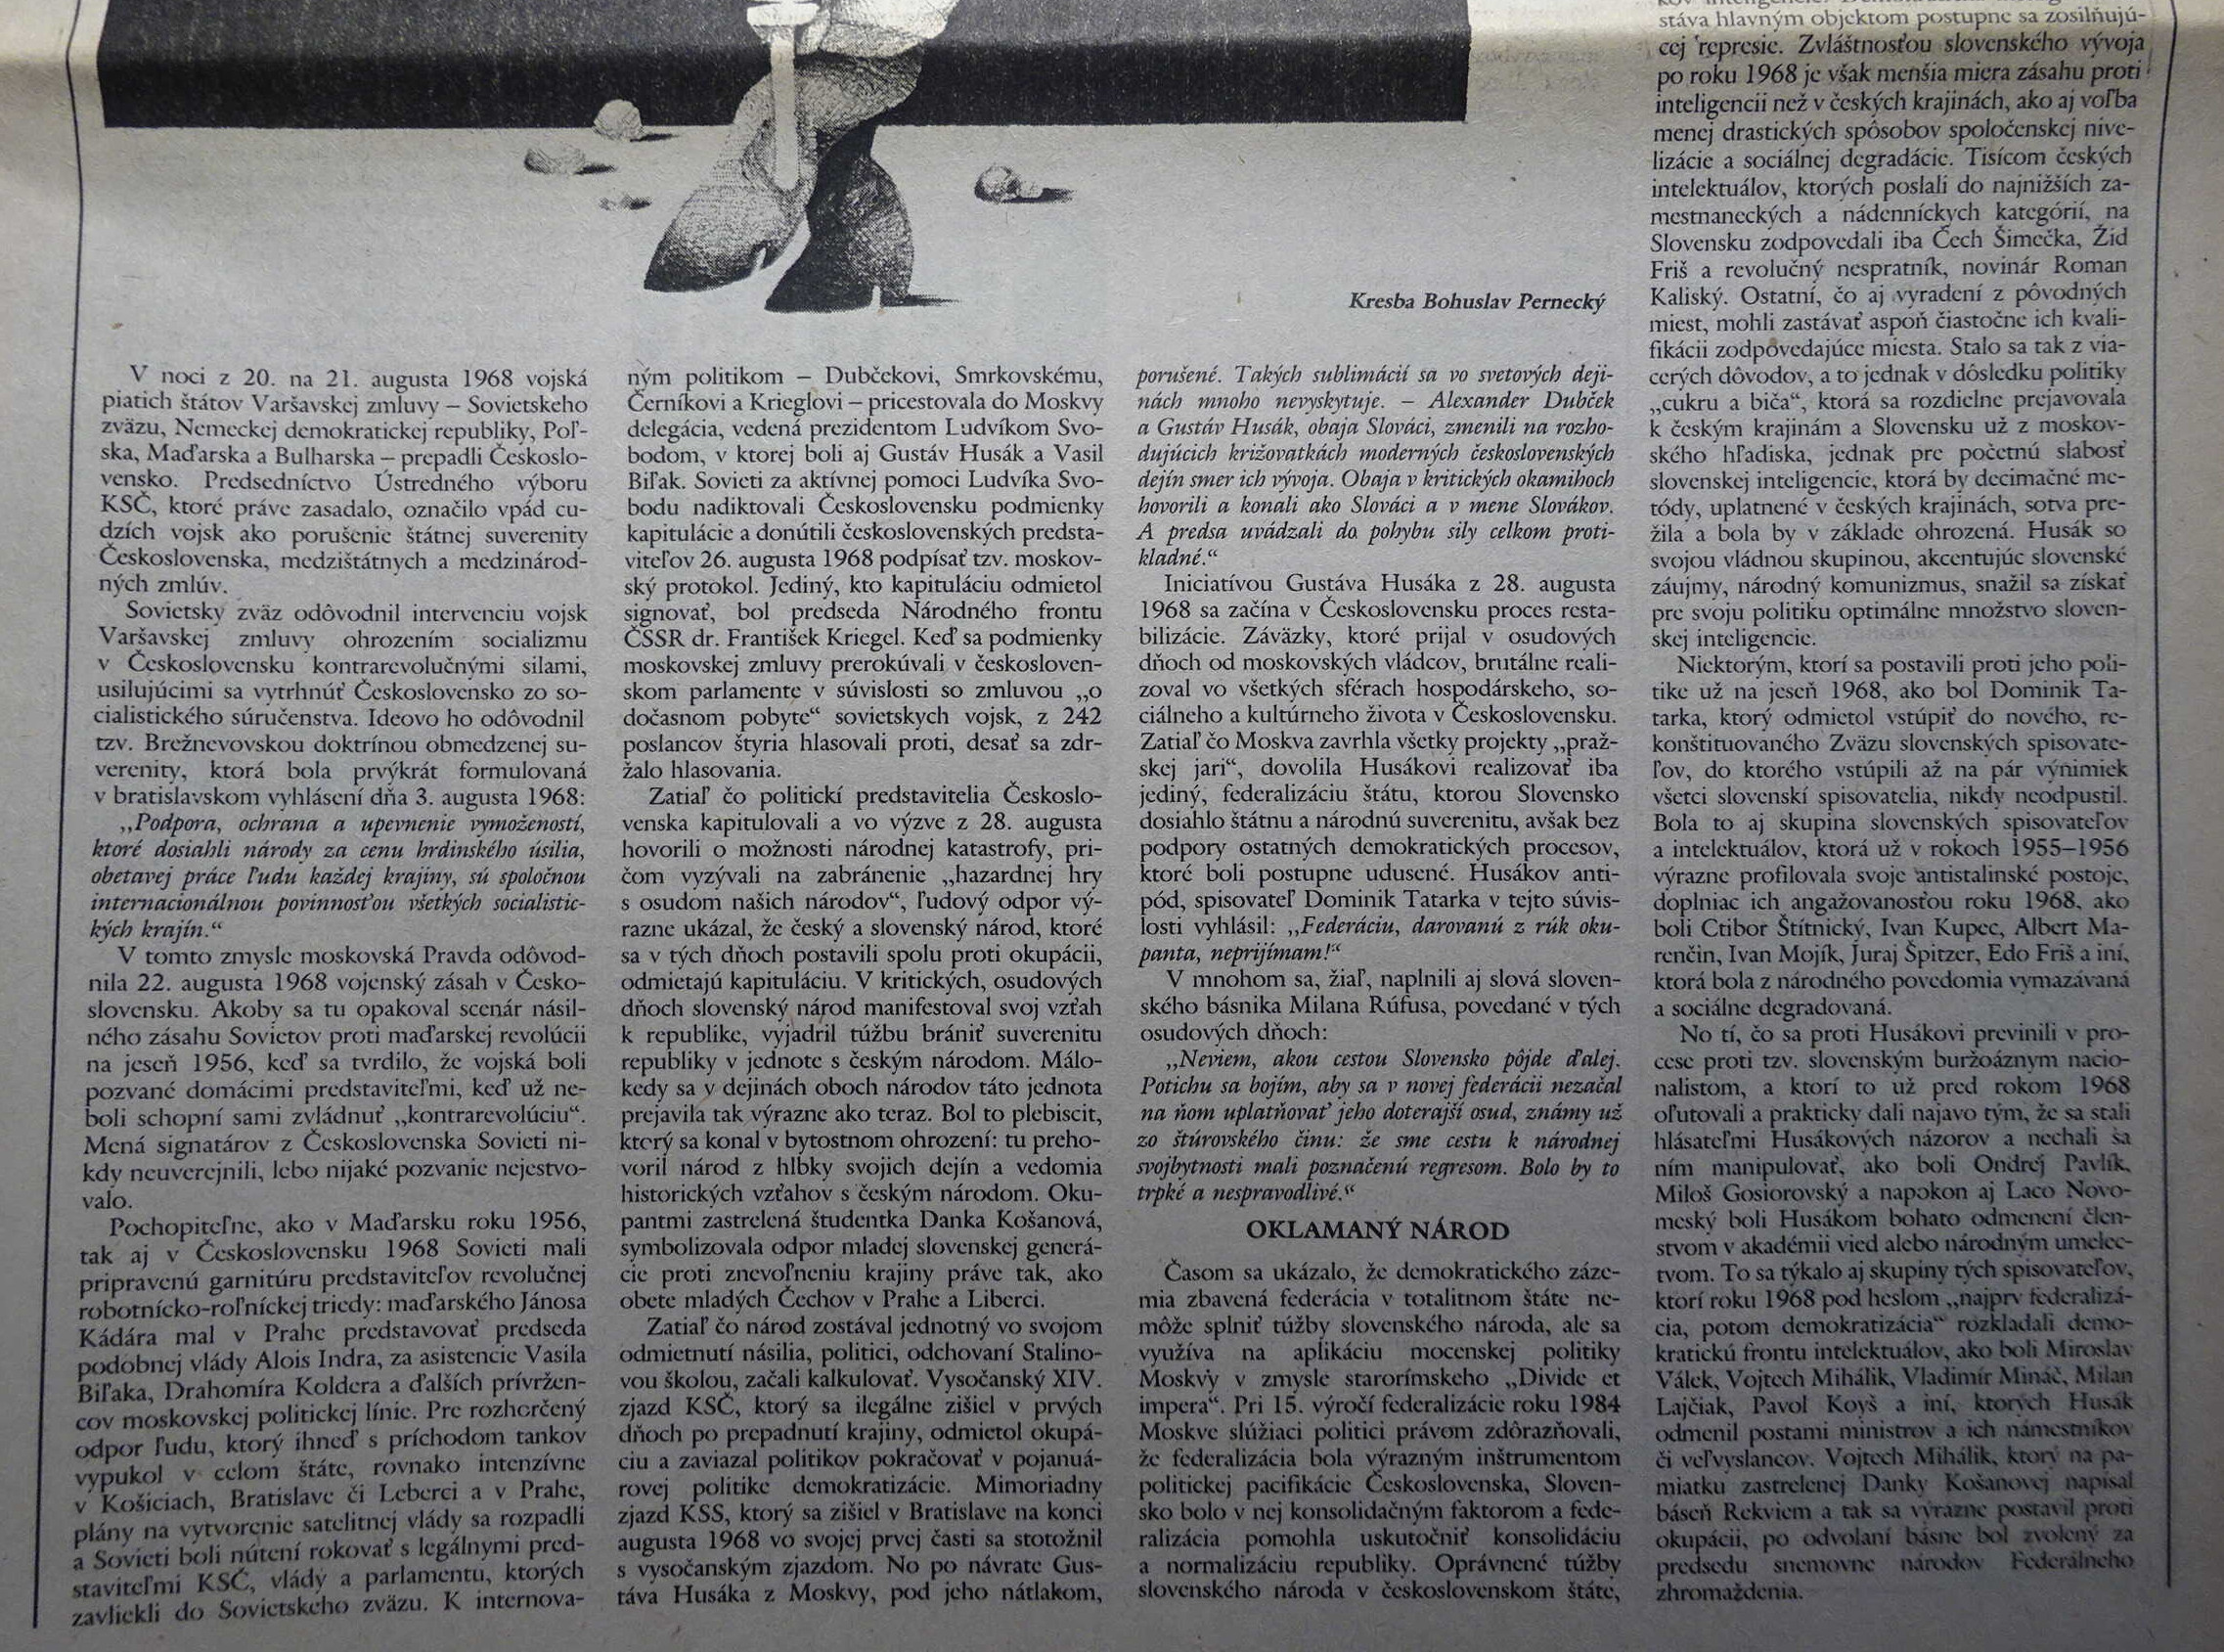 Kresba Bohuslav Pernecký
V noci z 20. na 21. augusta 1968 vojská
piatich štátov Varšavskej zmluvy – Sovietskeho
zväzu, Nemeckej demokratickej republiky, Poľ-
ska, Maďarska a Bulharska – prepadli Českoslo-
vensko. Predsedníctvo Ústredného výboru
KSČ, ktoré práve zasadalo, označilo vpád cu-
dzích vojsk ako porušenie štátnej suverenity
Československa, medzištátnych a medzinárod-
ných zmlúv.
Sovietsky zväz odôvodnil intervenciu vojsk
Varšavskej zmluvy ohrozením socializmu
v Československu kontrarevolučnými silami,
usilujúcimi sa vytrhnúť Československo zo so-
cialistického súručenstva. Ideovo ho odôvodnil
tzv. Brežnevovskou doktrínou obmedzenej su-
verenity, ktorá bola prvýkrát formulovaná
v bratislavskom vyhlásení dňa 3. augusta 1968:
„Podpora, ochrana a upevnenie vymožeností,
ktoré dosiahli národy za cenu hrdinského úsilia,
obetavej práce ľudu každej krajiny, sú spoločnou
internacionálnou povinnosťou všetkých socialistic-
kých krajín.“
V tomto zmysle moskovská Pravda odôvod-
nila 22. augusta 1968 vojenský zásah v Česko-
slovensku. Akoby sa tu opakoval scenár násil-
ného zásahu Sovietov proti maďarskej revolúcii
na jeseň 1956, keď sa tvrdilo, že vojská boli
pozvané domácimi predstaviteľmi, keď už ne-
boli schopní sami zvládnuť „kontrarevolúciu“.
Mená signatárov z Československa Sovieti ni-
kdy neuverejnili, lebo nijaké pozvanie nejestvo-
valo.
Pochopiteľne, ako v Maďarsku roku 1956,
tak aj v Československu 1968 Sovieti mali
pripravenú garnitúru predstaviteľov revolučnej
robotnícko-roľníckej triedy: maďarského Jánosa
Kádára mal v Prahe predstavovať predseda
podobnej vlády Alois Indra, za asistencie Vasila
Biľaka, Drahomíra Koldera a ďalších prívržen-
cov moskovskej politickej línie. Pre rozhorčený
odpor ľudu, ktorý ihneď s príchodom tankov
vypukol v celom štáte, rovnako intenzívne
v Košiciach, Bratislave či Leberci a v Prahe,
plány na vytvorenie satelitnej vlády sa rozpadli
a Sovieti boli nútení rokovať s legálnymi pred-
staviteľmi KSČ, vlády a parlamentu, ktorých
zavliekli do Sovietskeho zväzu. K internova-
ným politikom – Dubčekovi, Smrkovskému,
Černíkovi a Krieglovi – pricestovala do Moskvy
delegácia, vedená prezidentom Ludvíkom Svo-
bodom, v ktorej boli aj Gustáv Husák a Vasil
Biľak. Sovieti za aktívnej pomoci Ludvíka Svo-
bodu nadiktovali Československu podmienky
kapitulácie a donútili československých predsta-
viteľov 26. augusta 1968 podpísať tzv. moskov-
ský protokol. Jediný, kto kapituláciu odmietol
signovať, bol predseda Národného frontu
ČSSR dr. František Kriegel. Keď sa podmienky
moskovskej zmluvy prerokúvali v českosloven-
skom parlamente v súvislosti so zmluvou „o
dočasnom pobyte“ sovietskych vojsk, z 242
poslancov štyria hlasovali proti, desať sa zdr-
žalo hlasovania.
Zatiaľ čo politickí predstavitelia Českoslo-
venska kapitulovali a vo výzve z 28. augusta
hovorili o možnosti národnej katastrofy, pri-
čom vyzývali na zabránenie „hazardnej hry
s osudom našich národov“, ľudový odpor vý-
razne ukázal, že český a slovenský národ, ktoré
sa v tých dňoch postavili spolu proti okupácii,
odmietajú kapituláciu. V kritických, osudových
dňoch slovenský národ manifestoval svoj vzťah
k republike, vyjadril túžbu brániť suverenitu
republiky v jednote s českým národom. Málo-
kedy sa v dejinách oboch národov táto jednota
prejavila tak výrazne ako teraz. Bol to plebiscit,
ktorý sa konal v bytostnom ohrození: tu preho-
voril národ z hlbky svojich dejín a vedomia
historických vzťahov s českým národom. Oku-
pantmi zastrelená študentka Danka Košanová,
symbolizovala odpor mladej slovenskej generá-
cie proti znevoľneniu krajiny práve tak, ako
obete mladých Čechov v Prahe a Liberci.
Zatiaľ čo národ zostával jednotný vo svojom
odmietnutí násilia, politici, odchovaní Stalino-
vou školou, začali kalkulovať. Vysočanský XIV.
zjazd KSČ, ktorý sa ilegálne zišiel v prvých
dňoch po prepadnutí krajiny, odmietol okupá-
ciu a zaviazal politikov pokračovať v pojanuá-
rovej politike demokratizácie. Mimoriadny
zjazd KSS, ktorý sa zišiel v Bratislave na konci
augusta 1968 vo svojej prvej časti sa stotožnil
s vysočanským zjazdom. No po návrate Gus-
táva Husáka z Moskvy, pod jeho nátlakom,
porušené. Takých sublimácií sa vo svetových deji-
nách mnoho nevyskytuje. – Alexander Dubček
a Gustáv Husák, obaja Slováci, zmenili na rozho-
dujúcich križovatkách moderných československých
dejín smer ich vývoja. Obaja v kritických okamihoch
hovorili a konali ako Slováci a v mene Slovákov.
A predsa uvádzali do pohybu sily celkom proti-
kladné.“
Iniciatívou Gustáva Husáka z 28. augusta
1968 sa začína v Československu proces resta-
bilizácie. Záväzky, ktoré prijal v osudových
dňoch od moskovských vládcov, brutálne reali-
zoval vo všetkých sférach hospodárskeho, so-
ciálneho a kultúrneho života v Československu.
Zatiaľ čo Moskva zavrhla všetky projekty „praž-
skej jari“, dovolila Husákovi realizovať iba
jediný, federalizáciu štátu, ktorou Slovensko
dosiahlo štátnu a národnú suverenitu, avšak bez
podpory ostatných demokratických procesov,
ktoré boli postupne udusené. Husákov anti-
pód, spisovateľ Dominik Tatarka v tejto súvis-
losti vyhlásil: „Federáciu, darovanú z rúk oku-
panta, neprijímam!“
V mnohom sa, žiaľ, naplnili aj slová sloven-
ského básnika Milana Rúfusa, povedané v tých
osudových dňoch:
„Neviem, akou cestou Slovensko pôjde ďalej.
Potichu sa bojím, aby sa v novej federácii nezačal
na ňom uplatňovať jeho doterajší osud, známy už
zo štúrovského činu: že sme cestu k národnej
svojbytnosti mali poznačenú regresom. Bolo by to
trpké a nespravodlivé.“
OKLAMANÝ NÁROD
Časom sa ukázalo, že demokratického záze-
mia zbavená federácia v totalitnom štáte ne-
môže splniť túžby slovenského národa, ale sa
využíva na aplikáciu mocenskej politiky
Moskvy v zmysle starorímskeho „Divide et
impera“. Pri 15. výročí federalizácie roku 1984
Moskve slúžiaci politici právom zdôrazňovali,
že federalizácia bola výrazným inštrumentom
politickej pacifikácie Československa, Sloven-
sko bolo v nej konsolidačným faktorom a fede-
ralizácia pomohla uskutočniť konsolidáciu
a normalizáciu republiky. Oprávnené túžby
slovenského národa v československom štáte,
stáva hlavným objektom postupne sa zosilňujú-
cej represie. Zvláštnosťou slovenského vývoja
po roku 1968 je však menšia miera zásahu proti
inteligencii než v českých krajinách, ako aj voľba
menej drastických spôsobov spoločenskej nive-
lizácie a sociálnej degradácie. Tisícom českých
intelektuálov, ktorých poslali do najnižších za-
mestnaneckých a nádenníckych kategórií, na
Slovensku zodpovedali iba Čech Šimečka, Žid
Friš a revolučný nespratník, novinár Roman
Kaliský. Ostatní, čo aj vyradení z pôvodných
miest, mohli zastávať aspoň čiastočne ich kvali-
fikácii zodpovedajúce miesta. Stalo sa tak z via-
cerých dôvodov, a to jednak v dôsledku politiky
„cukru a biča“, ktorá sa rozdielne prejavovala
k českým krajinám a Slovensku už z moskov-
ského hľadiska, jednak pre početnú slabosť
slovenskej inteligencie, ktorá by decimačné me-
tódy, uplatnené v českých krajinách, sotva pre-
žila a bola by v základe ohrozená. Husák so
svojou vládnou skupinou, akcentujúc slovenské
záujmy, národný komunizmus, snažil sa získať
pre svoju politiku optimálne množstvo sloven-
skej inteligencie.
Niektorým, ktorí sa postavili proti jeho poli-
tike už na jeseň 1968, ako bol Dominik Ta-
tarka, ktorý odmietol vstúpiť do nového, re-
konštituovaného Zväzu slovenských spisovate-
ľov, do ktorého vstúpili až na pár výnimiek
všetci slovenskí spisovatelia, nikdy neodpustil.
Bola to aj skupina slovenských spisovateľov
a intelektuálov, ktorá už v rokoch 1955–1956
výrazne profilovala svoje antistalinské postoje,
doplniac ich angažovanosťou roku 1968, ako
boli Ctibor Štítnický, Ivan Kupec, Albert Ma-
renčin, Ivan Mojík, Juraj Špitzer, Edo Friš a iní,
ktorá bola z národného povedomia vymazávaná
a sociálne degradovaná.
No tí, čo sa proti Husákovi previnili v pro-
cese proti tzv. slovenským buržoáznym nacio-
nalistom, a ktorí to už pred rokom 1968
oľutovali a prakticky dali najavo tým, že sa stali
hlásateľmi Husákových názorov a nechali sa
ním manipulovať, ako boli Ondrej Pavlík,
Miloš Gosiorovský a napokon aj Laco Novo-
meský boli Husákom bohato odmenení člen-
stvom v akadémii vied alebo národným umelec-
tvom. To sa týkalo aj skupiny tých spisovateľov,
ktorí roku 1968 pod heslom „najprv federalizá-
cia, potom demokratizácia“ rozkladali demo-
kratickú frontu intelektuálov, ako boli Miroslav
Válek, Vojtech Mihálik, Vladimír Mináč, Milan
Lajčiak, Pavol Koyš a iní, ktorých Husák
odmenil postami ministrov a ich námestníkov
či veľvyslancov. Vojtech Mihálik, ktorý na pa-
miatku zastrelenej Danky Košanovej napísal
báseň Rekviem a tak sa výrazne postavil proti
okupácii, po odvolaní básne bol zvolený za
predsedu snemovne národov Federálneho
zhromaždenia.